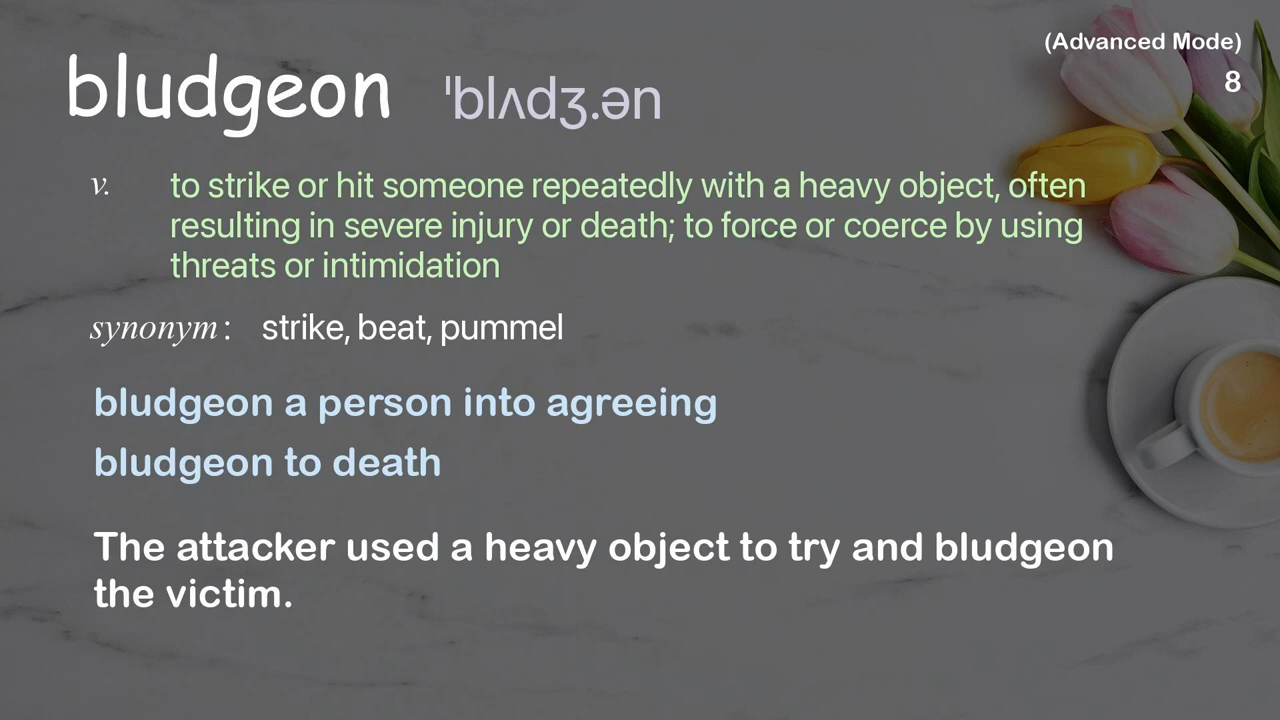 (Advanced Mode)
8
bludgeon ˈblʌdʒ.ən
v. to strike or hit someone repeatedly with a heavy object, often
resulting in severe injury or death; to force or coerce by using
threats or intimidation
synonym: strike, beat, pummel
bludgeon a person into agreeing
bludgeon to death
The attacker used a heavy object to try and bludgeon
the victim.